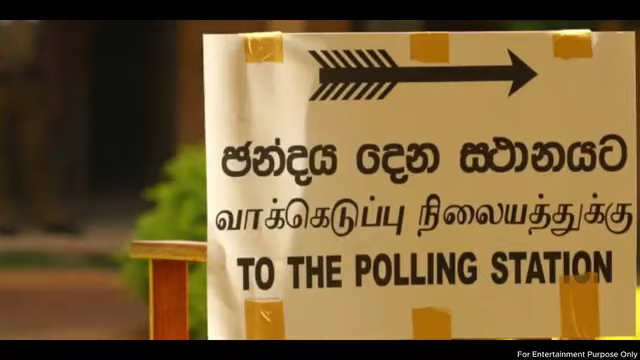 ඡන්දය දෙන ස්ථානයට
வாக்கெடுப்பு நிலையத்துக்கு
TO THE POLLING STATION
For Entertainment Purpose Only